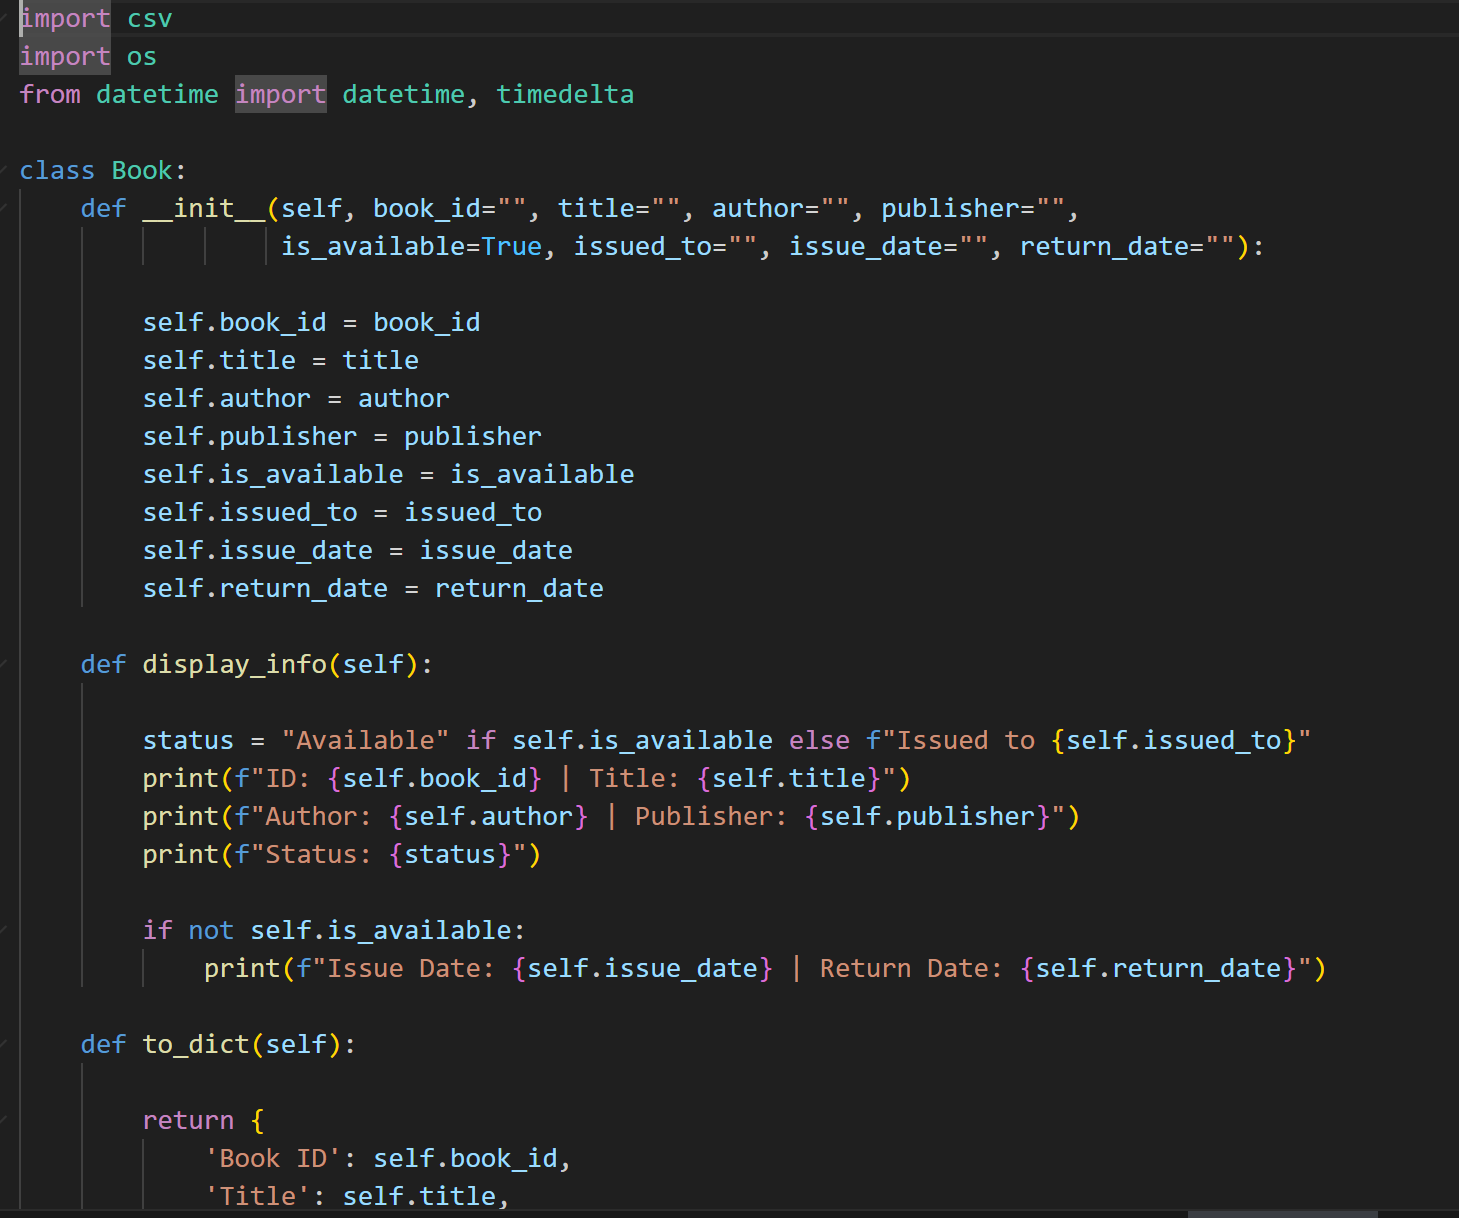 import csv
import os
from datetime import datetime, timedelta

class Book:
    def __init__(self, book_id="", title="", author="", publisher="",
                 is_available=True, issued_to="", issue_date="", return_date=""):

        self.book_id = book_id
        self.title = title
        self.author = author
        self.publisher = publisher
        self.is_available = is_available
        self.issued_to = issued_to
        self.issue_date = issue_date
        self.return_date = return_date

    def display_info(self):

        status = "Available" if self.is_available else f"Issued to {self.issued_to}"
        print(f"ID: {self.book_id} | Title: {self.title}")
        print(f"Author: {self.author} | Publisher: {self.publisher}")
        print(f"Status: {status}")

        if not self.is_available:
            print(f"Issue Date: {self.issue_date} | Return Date: {self.return_date}")

    def to_dict(self):

        return {
            'Book ID': self.book_id,
            'Title': self.title,